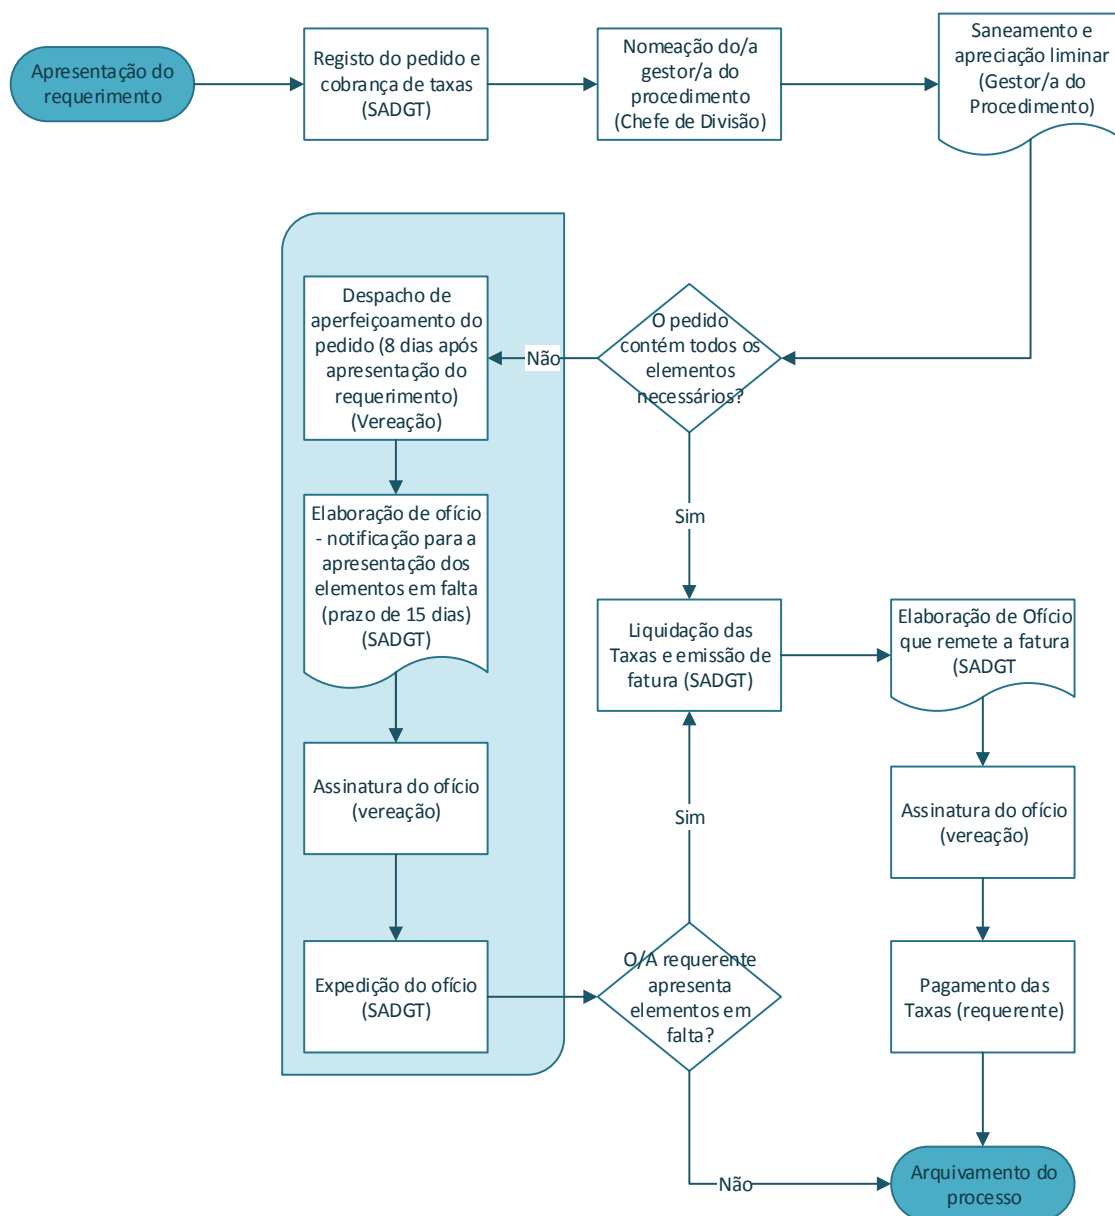 Apresentação do
requerimento
Registo do pedido e
cobrança de taxas
(SADGT)
Nomeação do/a
gestor/a do
procedimento
(Chefe de Divisão)
Saneamento e
apreciação liminar
(Gestor/a do
Procedimento)
Despacho de
aperfeiçoamento do
pedido (8 dias após
apresentação do
requerimento)
(Vereação)
Não
O pedido
contém todos os
elementos
necessários?
Sim
Elaboração de ofício
- notificação para a
apresentação dos
elementos em falta
(prazo de 15 dias)
(SADGT)
Liquidação das
Taxas e emissão de
fatura (SADGT)
Elaboração de Ofício
que remete a fatura
(SADGT
Assinatura do ofício
(vereação)
Sim
Assinatura do ofício
(vereação)
Expedição do ofício
(SADGT)
O/A requerente
apresenta
elementos em
falta?
Pagamento das
Taxas (requerente)
Não
Arquivamento do
processo